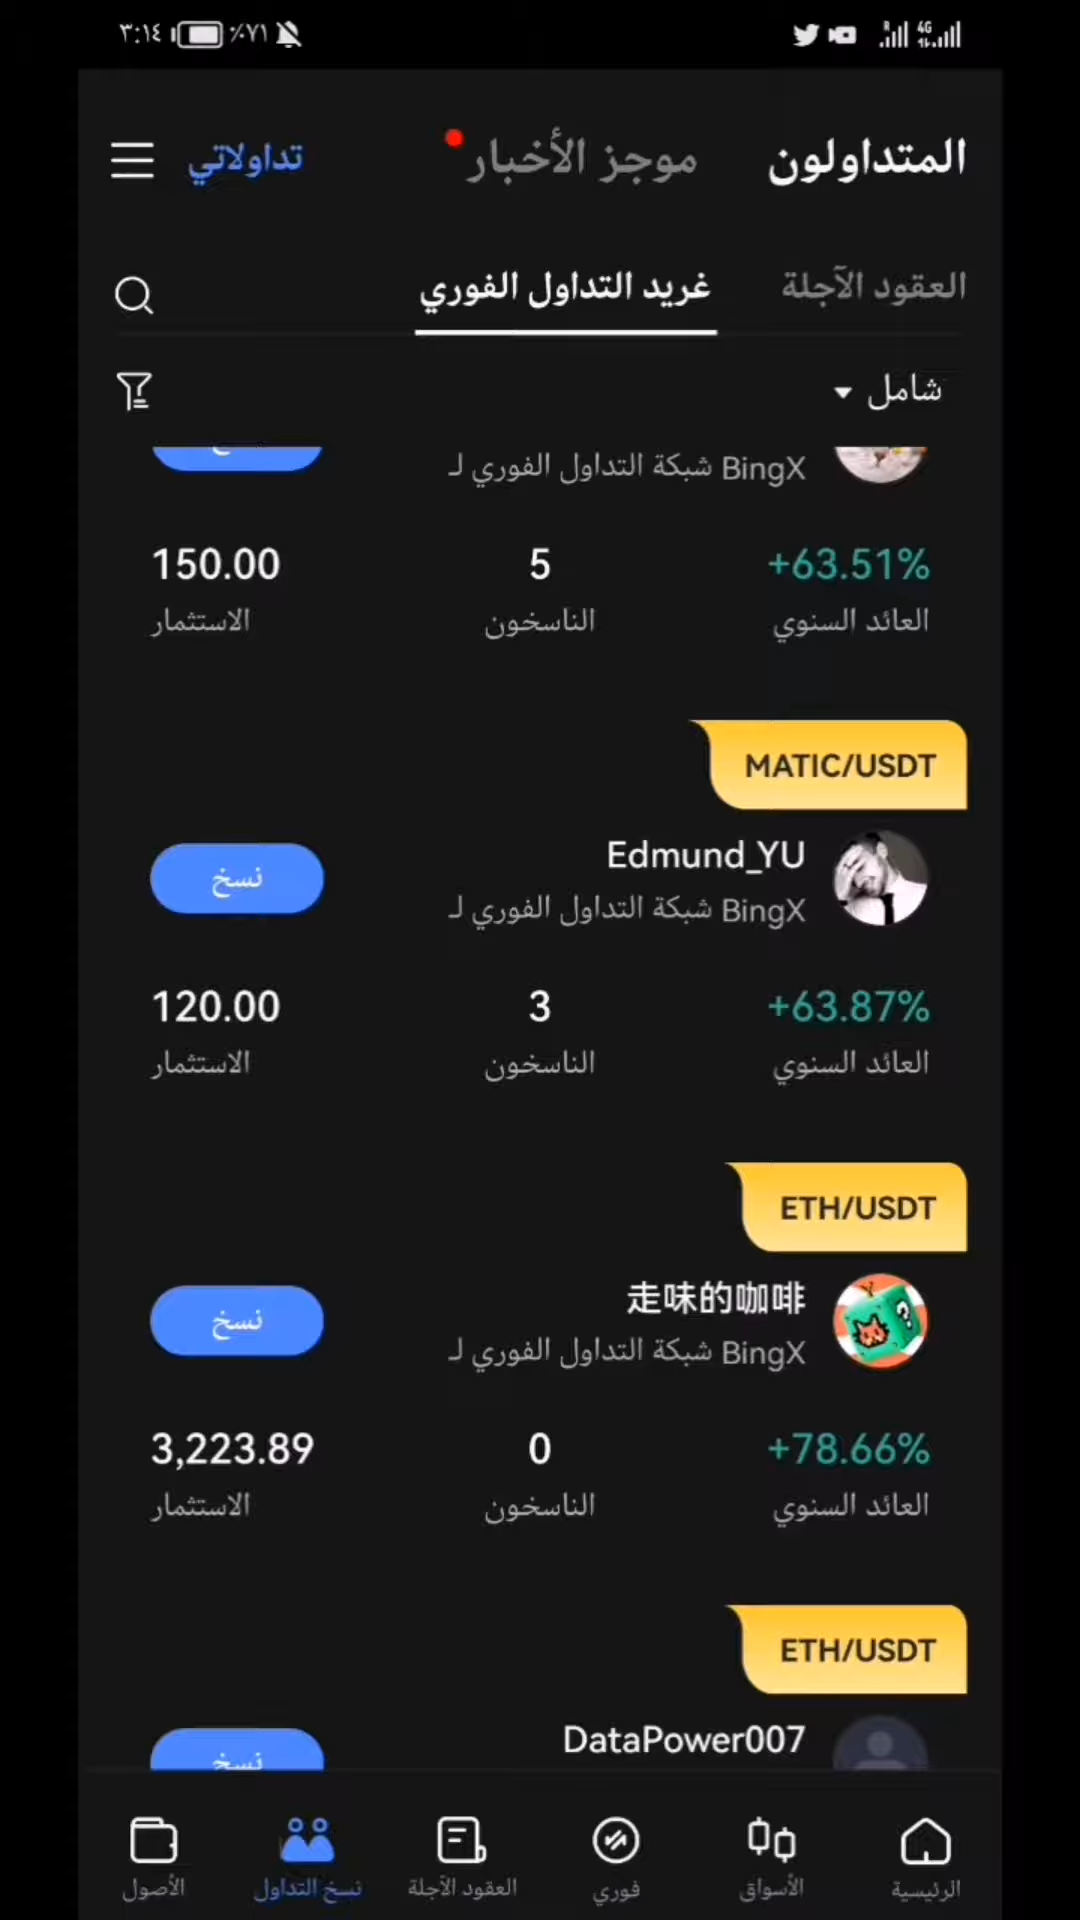 ٣:١٤ ٪٧١ 4G
المتداولون موجز الأخبار تداولاتي
العقود الآجلة غريد التداول الفوري
شامل
شبكة التداول الفوري لـ BingX
+63.51% 5 150.00
العائد السنوي الناسخون الاستثمار
MATIC/USDT
Edmund_YU
شبكة التداول الفوري لـ BingX
نسخ
+63.87% 3 120.00
العائد السنوي الناسخون الاستثمار
ETH/USDT
走味的咖啡
شبكة التداول الفوري لـ BingX
نسخ
+78.66% 0 3,223.89
العائد السنوي الناسخون الاستثمار
ETH/USDT
DataPower007
نسخ
الرئيسية الأسواق فوري العقود الآجلة نسخ التداول الأصول